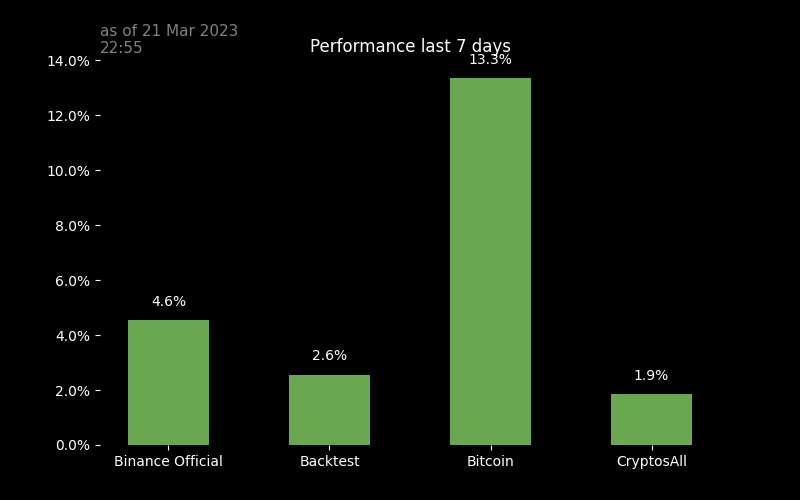 as of 21 Mar 2023
22:55
Performance last 7 days
14.0%
12.0%
10.0%
8.0%
6.0%
4.0%
2.0%
0.0%
4.6%
2.6%
13.3%
1.9%
Binance Official
Backtest
Bitcoin
CryptosAll